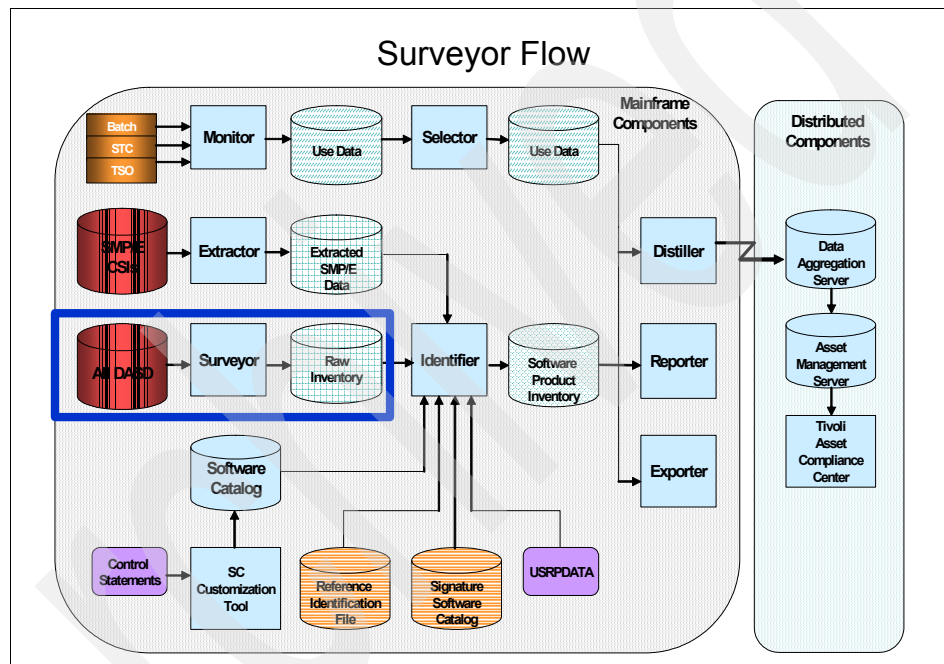 Surveyor Flow
Mainframe
Components
Distributed
Components
Batch
STC
TSO
Monitor
Use Data
Selector
Use Data
SMP/E
CSIs
Extractor
Extracted
SMP/E
Data
Distiller
Data
Aggregation
Server
All DASD
Surveyor
Raw
Inventory
Identifier
Software
Product
Inventory
Reporter
Asset
Management
Server
Software
Catalog
Exporter
Tivoli
Asset
Compliance
Center
Control
Statements
SC
Customization
Tool
Reference
Identification
File
Signature
Software
Catalog
USRPDATA